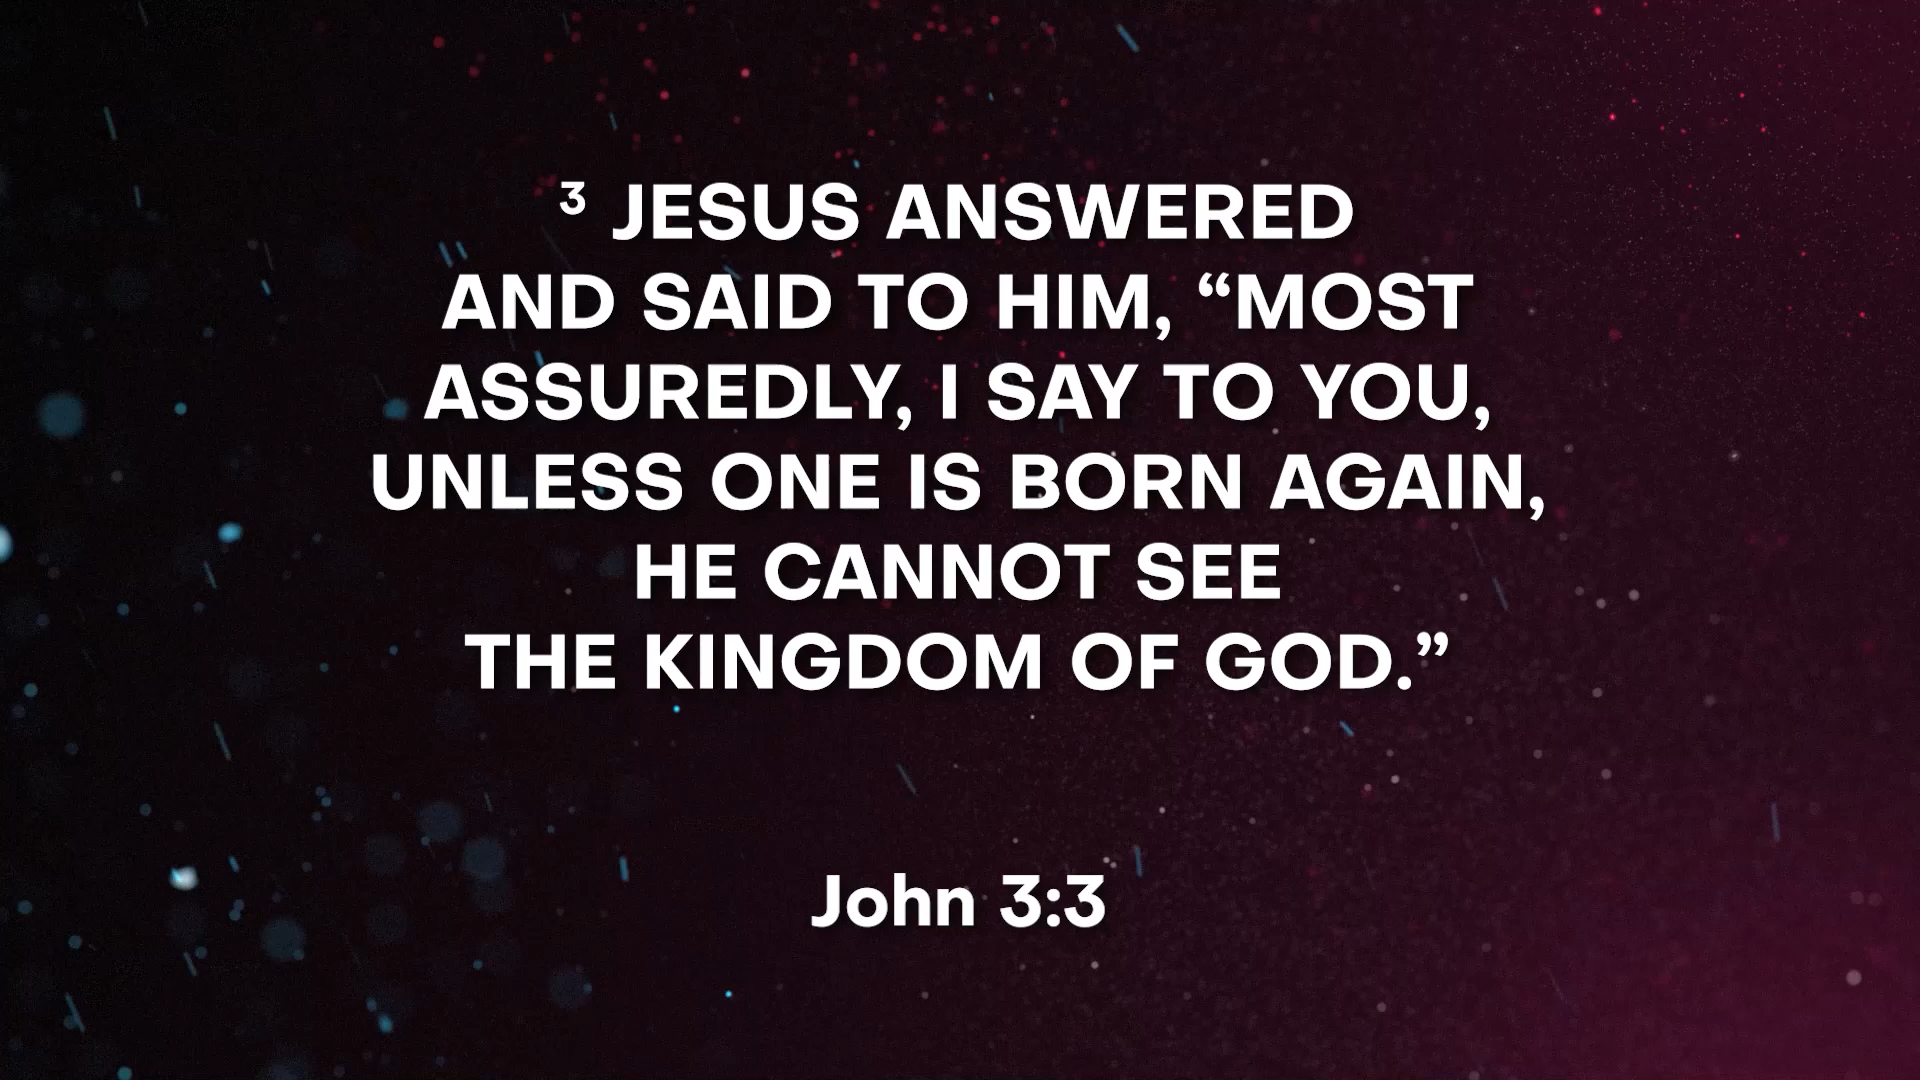 ³ JESUS ANSWERED
AND SAID TO HIM, “MOST
ASSUREDLY, I SAY TO YOU,
UNLESS ONE IS BORN AGAIN,
HE CANNOT SEE
THE KINGDOM OF GOD.”
John 3:3